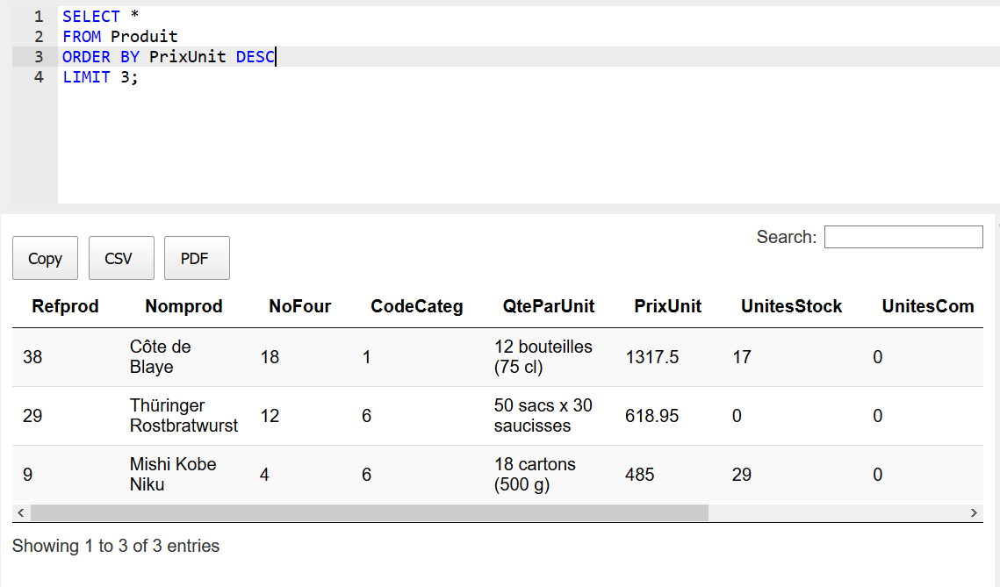 1 SELECT *
2 FROM Produit
3 ORDER BY PrixUnit DESC
4 LIMIT 3;
Search:
Copy CSV PDF
Refprod Nomprod NoFour CodeCateg QteParUnit PrixUnit UnitesStock UnitesCom
38 Côte de Blaye 18 1 12 bouteilles (75 cl) 1317.5 17 0
29 Thüringer Rostbratwurst 12 6 50 sacs x 30 saucisses 618.95 0 0
9 Mishi Kobe Niku 4 6 18 cartons (500 g) 485 29 0
Showing 1 to 3 of 3 entries